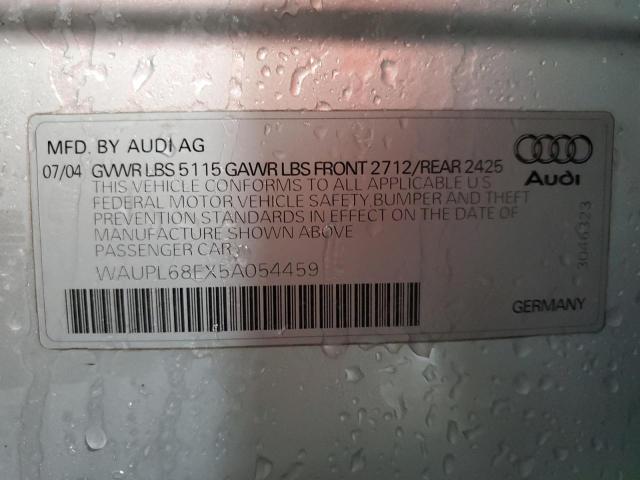 MFD. BY AUDI AG
07/04 GVWR LBS 5115 GAWR LBS FRONT 2712/REAR 2425
THIS VEHICLE CONFORMS TO ALL APPLICABLE U S
FEDERAL MOTOR VEHICLE SAFETY, BUMPER AND THEFT
PREVENTION STANDARDS IN EFFECT ON THE DATE OF
MANUFACTURE SHOWN ABOVE
PASSENGER CAR
WAUPL68EX5A054459
Audi
3046323
GERMANY